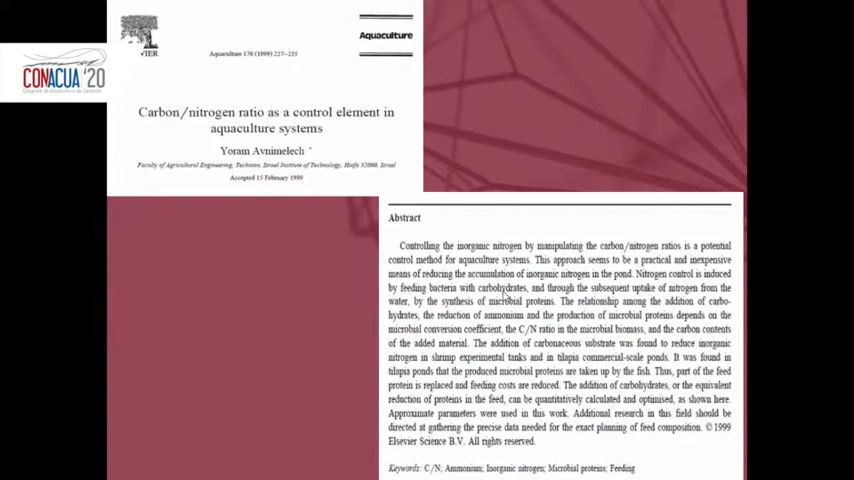 VIER
Aquaculture 176 (1999) 227–235
Aquaculture
CONACUA '20
Carbon/nitrogen ratio as a control element in
aquaculture systems
Yoram Avnimelech *
Faculty of Agricultural Engineering, Technion, Israel Institute of Technology, Haifa 32000, Israel
Accepted 15 February 1999
Abstract
Controlling the inorganic nitrogen by manipulating the carbon/nitrogen ratios is a potential
control method for aquaculture systems. This approach seems to be a practical and inexpensive
means of reducing the accumulation of inorganic nitrogen in the pond. Nitrogen control is induced
by feeding bacteria with carbohydrates, and through the subsequent uptake of nitrogen from the
water, by the synthesis of microbial proteins. The relationship among the addition of carbo-
hydrates, the reduction of ammonium and the production of microbial proteins depends on the
microbial conversion coefficient, the C/N ratio in the microbial biomass, and the carbon contents
of the added material. The addition of carbonaceous substrate was found to reduce inorganic
nitrogen in shrimp experimental tanks and in tilapia commercial-scale ponds. It was found in
tilapia ponds that the produced microbial proteins are taken up by the fish. Thus, part of the feed
protein is replaced and feeding costs are reduced. The addition of carbohydrates, or the equivalent
reduction of proteins in the feed, can be quantitatively calculated and optimised, as shown here.
Approximate parameters were used in this work. Additional research in this field should be
directed at gathering the precise data needed for the exact planning of feed composition. © 1999
Elsevier Science B.V. All rights reserved.
Keywords: C/N; Ammonium; Inorganic nitrogen; Microbial proteins; Feeding